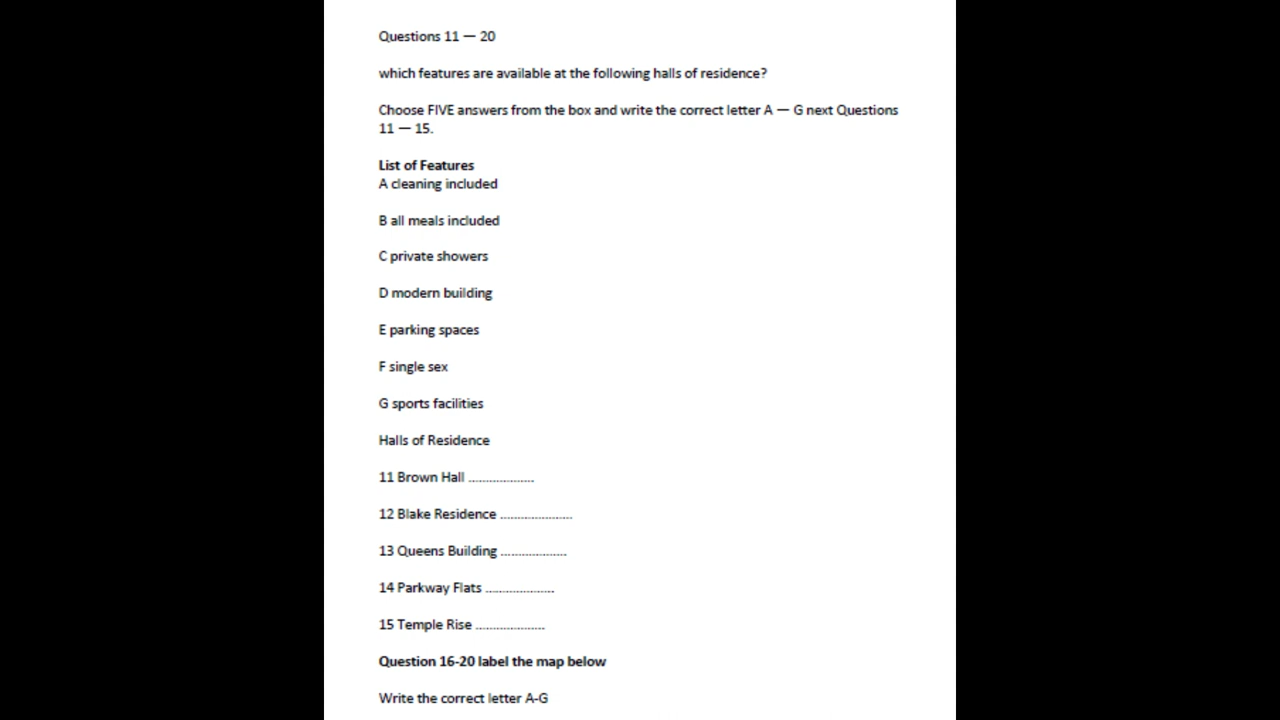 Questions 11 — 20
which features are available at the following halls of residence?
Choose FIVE answers from the box and write the correct letter A — G next Questions
11 — 15.
List of Features
A cleaning included
B all meals included
C private showers
D modern building
E parking spaces
F single sex
G sports facilities
Halls of Residence
11 Brown Hall ...................
12 Blake Residence .....................
13 Queens Building ...................
14 Parkway Flats ....................
15 Temple Rise ....................
Question 16-20 label the map below
Write the correct letter A-G